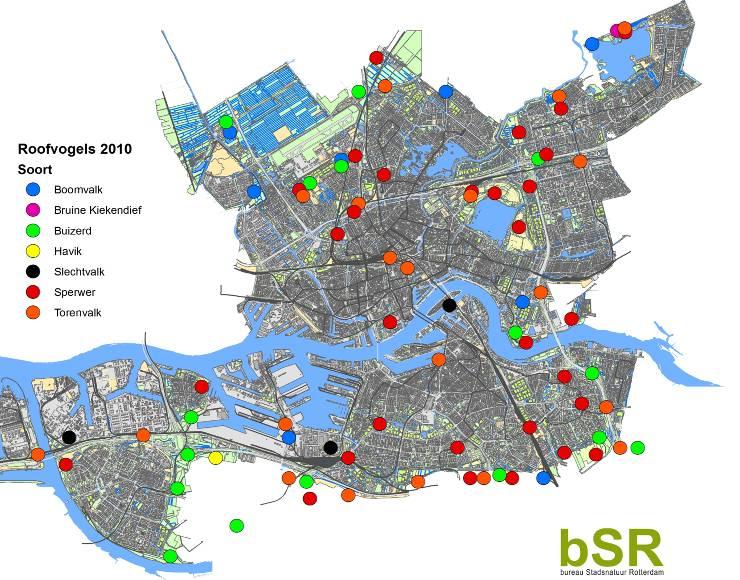 Roofvogels 2010
Soort
Boomvalk
Bruine Kiekendief
Buizerd
Havik
Slechtvalk
Sperwer
Torenvalk
bSR
bureau Stadsnatuur Rotterdam